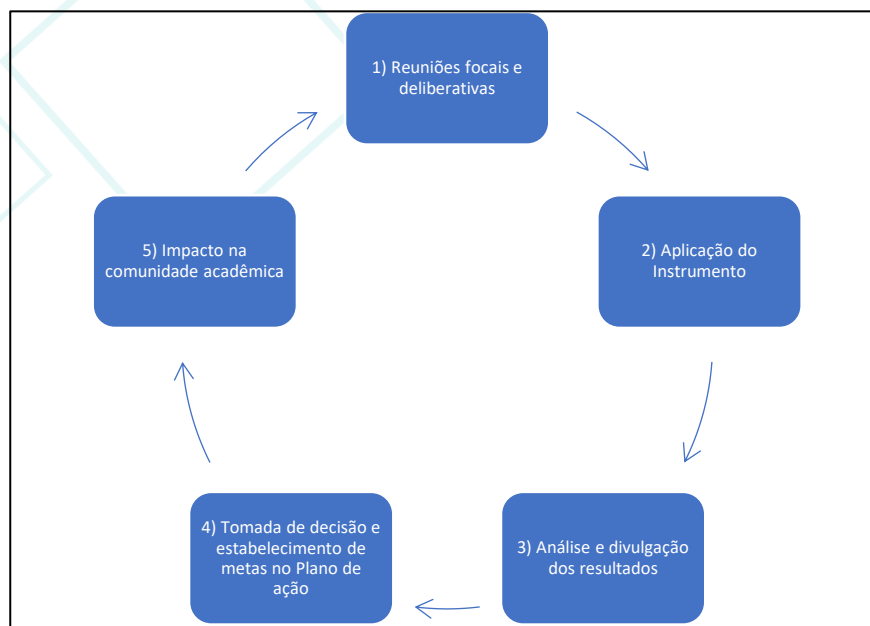 1) Reuniões focais e
deliberativas
2) Aplicação do
Instrumento
3) Análise e divulgação
dos resultados
4) Tomada de decisão e
estabelecimento de
metas no Plano de
ação
5) Impacto na
comunidade acadêmica